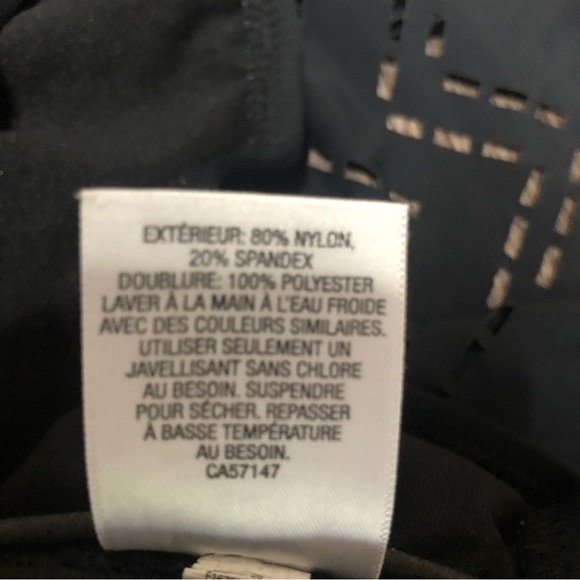 EXTÉRIEUR: 80% NYLON,
20% SPANDEX
DOUBLURE: 100% POLYESTER
LAVER À LA MAIN À L'EAU FROIDE
AVEC DES COULEURS SIMILAIRES.
UTILISER SEULEMENT UN
JAVELLISANT SANS CHLORE
AU BESOIN. SUSPENDRE
POUR SÉCHER. REPASSER
À BASSE TEMPÉRATURE
AU BESOIN.
CA57147